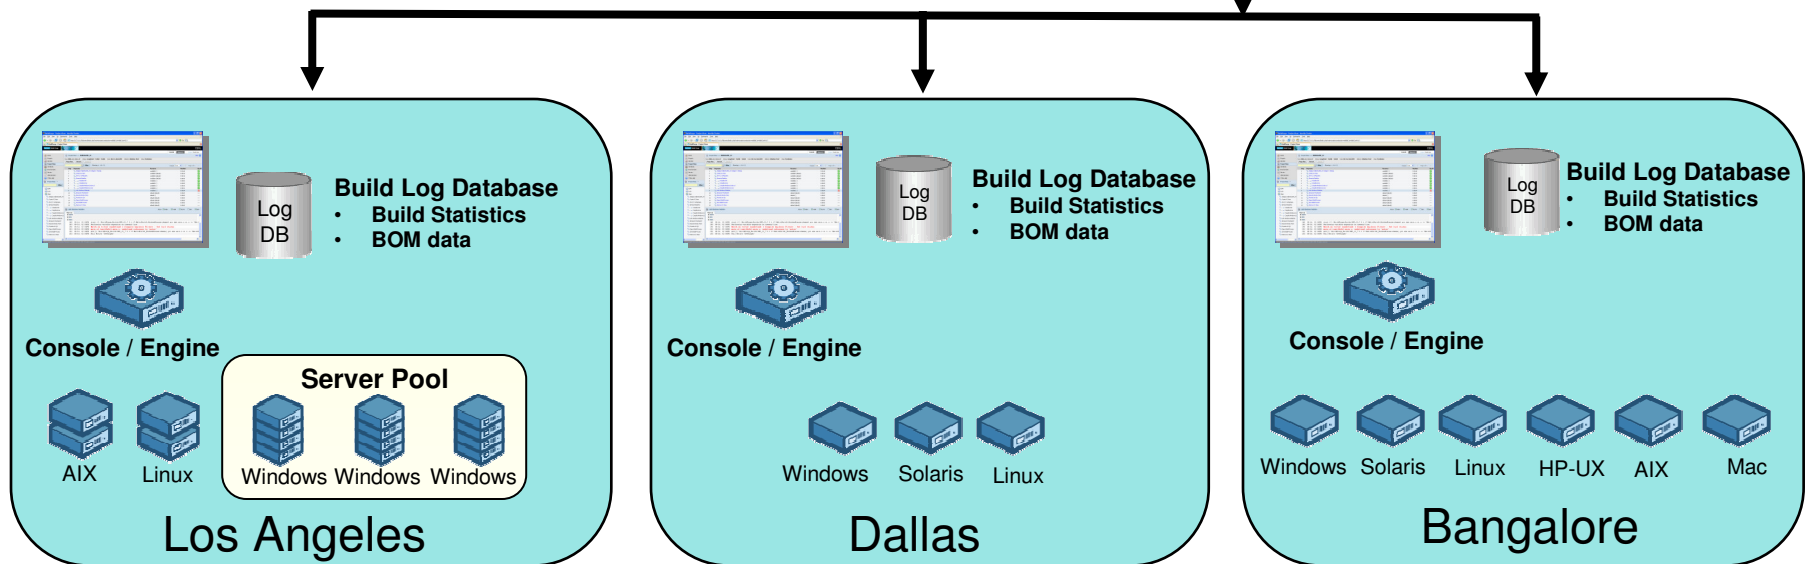 Log
DB
Build Log Database
• Build Statistics
• BOM data
Console / Engine
Server Pool
AIX
Linux
Windows
Windows
Windows
Los Angeles
Log
DB
Build Log Database
• Build Statistics
• BOM data
Console / Engine
Windows
Solaris
Linux
Dallas
Log
DB
Build Log Database
• Build Statistics
• BOM data
Console / Engine
Windows
Solaris
Linux
HP-UX
AIX
Mac
Bangalore